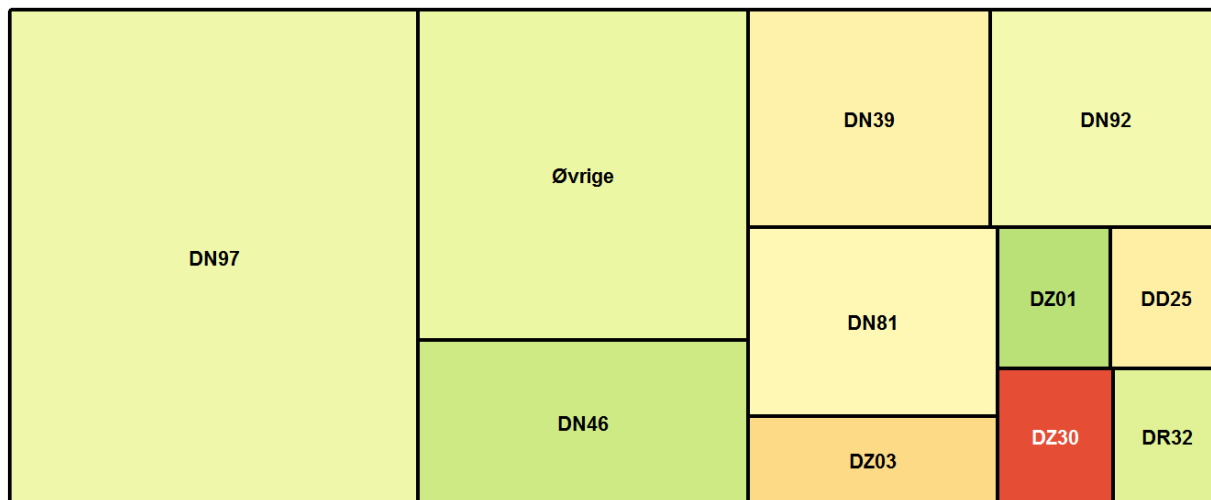 DN97
Øvrige
DN46
DN39
DN92
DN81
DZ03
DZ01
DD25
DZ30
DR32